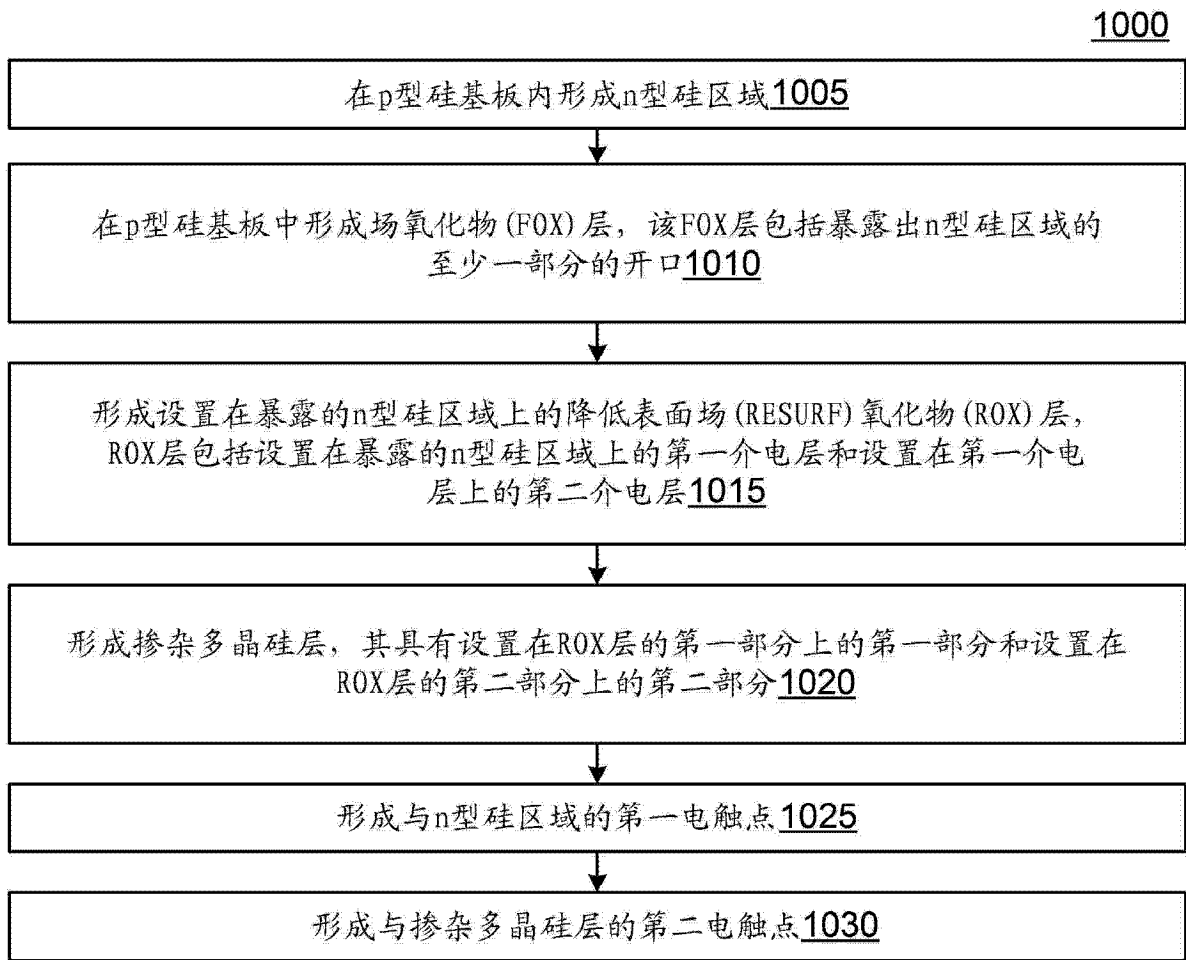 1000
在p型硅基板内形成n型硅区域1005
在p型硅基板中形成场氧化物(FOX)层，该FOX层包括暴露出n型硅区域的
至少一部分的开口1010
形成设置在暴露的n型硅区域上的降低表面场(RESURF)氧化物(ROX)层，
ROX层包括设置在暴露的n型硅区域上的第一介电层和设置在第一介电
层上的第二介电层1015
形成掺杂多晶硅层，其具有设置在ROX层的第一部分上的第一部分和设置在
ROX层的第二部分上的第二部分1020
形成与n型硅区域的第一电触点1025
形成与掺杂多晶硅层的第二电触点1030